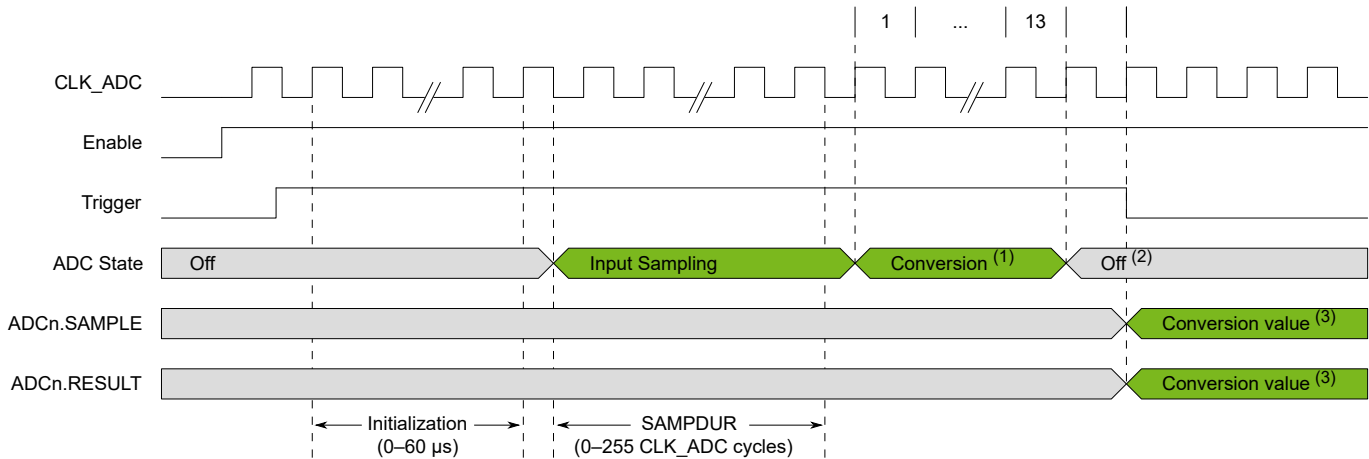 1 ... 13
CLK_ADC
Enable
Trigger
ADC State Off Input Sampling Conversion (1) Off (2)
ADCn.SAMPLE Conversion value (3)
ADCn.RESULT Conversion value (3)
Initialization SAMPDUR
(0–60 µs) (0–255 CLK_ADC cycles)